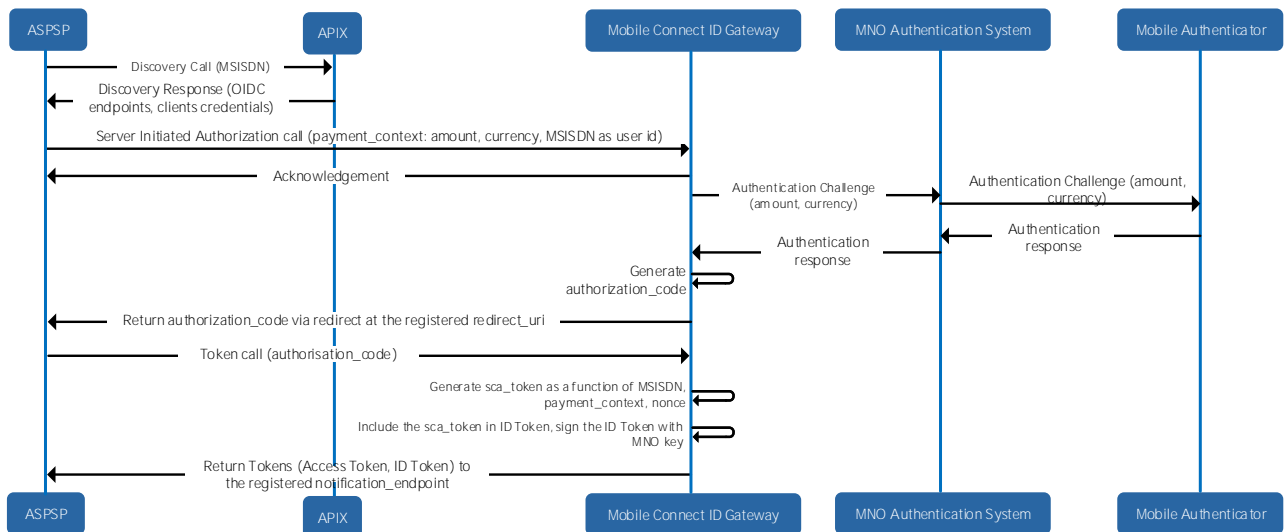 ASPSP
APIX
Mobile Connect ID Gateway
MNO Authentication System
Mobile Authenticator
Discovery Call (MSISDN)
Discovery Response (OIDC
endpoints, clients credentials)
Server Initiated Authorization call (payment_context: amount, currency, MSISDN as user id)
Acknowledgement
Authentication Challenge
(amount, currency)
Authentication Challenge (amount,
currency)
Authentication
response
Authentication
response
Generate
authorization_code
Return authorization_code via redirect at the registered redirect_uri
Token call (authorisation_code)
Generate sca_token as a function of MSISDN,
payment_context, nonce
Include the sca_token in ID Token, sign the ID Token with
MNO key
Return Tokens (Access Token, ID Token) to
the registered notification_endpoint
ASPSP
APIX
Mobile Connect ID Gateway
MNO Authentication System
Mobile Authenticator